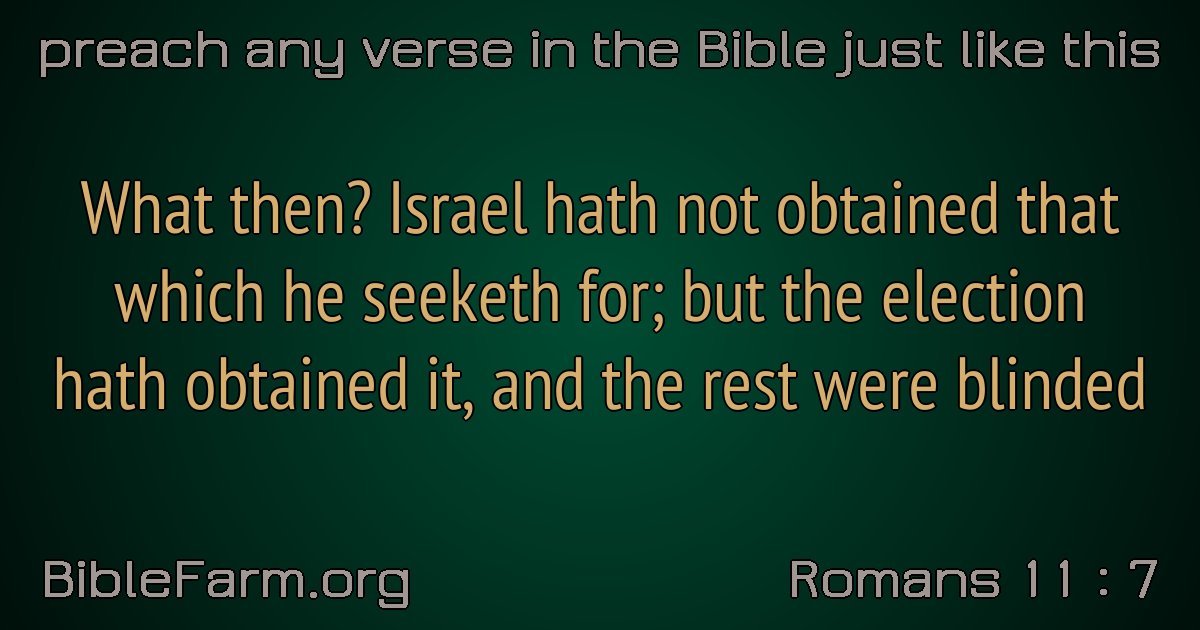 preach any verse in the Bible just like this
What then? Israel hath not obtained that
which he seeketh for; but the election
hath obtained it, and the rest were blinded
BibleFarm.org
Romans 11 : 7